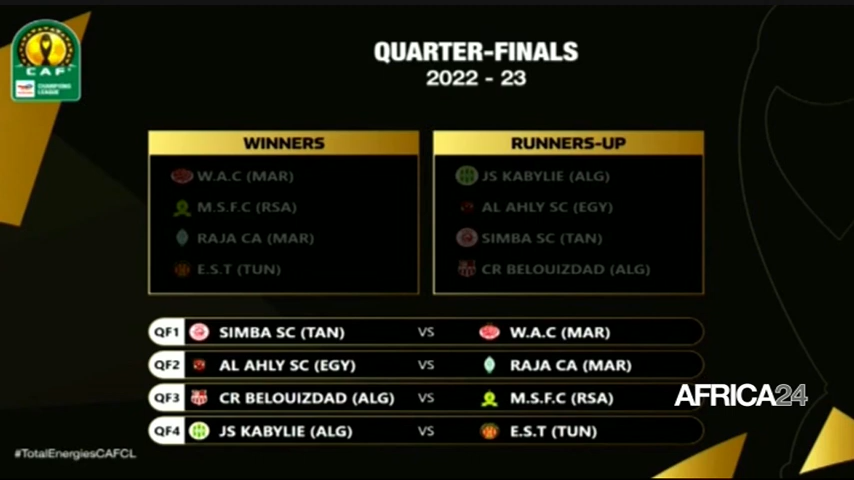 CAF
CHAMPIONS
LEAGUE
QUARTER-FINALS
2022 - 23
WINNERS
W.A.C (MAR)
M.S.F.C (RSA)
RAJA CA (MAR)
E.S.T (TUN)
RUNNERS-UP
JS KABYLIE (ALG)
AL AHLY SC (EGY)
SIMBA SC (TAN)
CR BELOUIZDAD (ALG)
QF1 SIMBA SC (TAN) VS W.A.C (MAR)
QF2 AL AHLY SC (EGY) VS RAJA CA (MAR)
QF3 CR BELOUIZDAD (ALG) VS M.S.F.C (RSA)
QF4 JS KABYLIE (ALG) VS E.S.T (TUN)
AFRICA24
#TotalEnergiesCAFCL